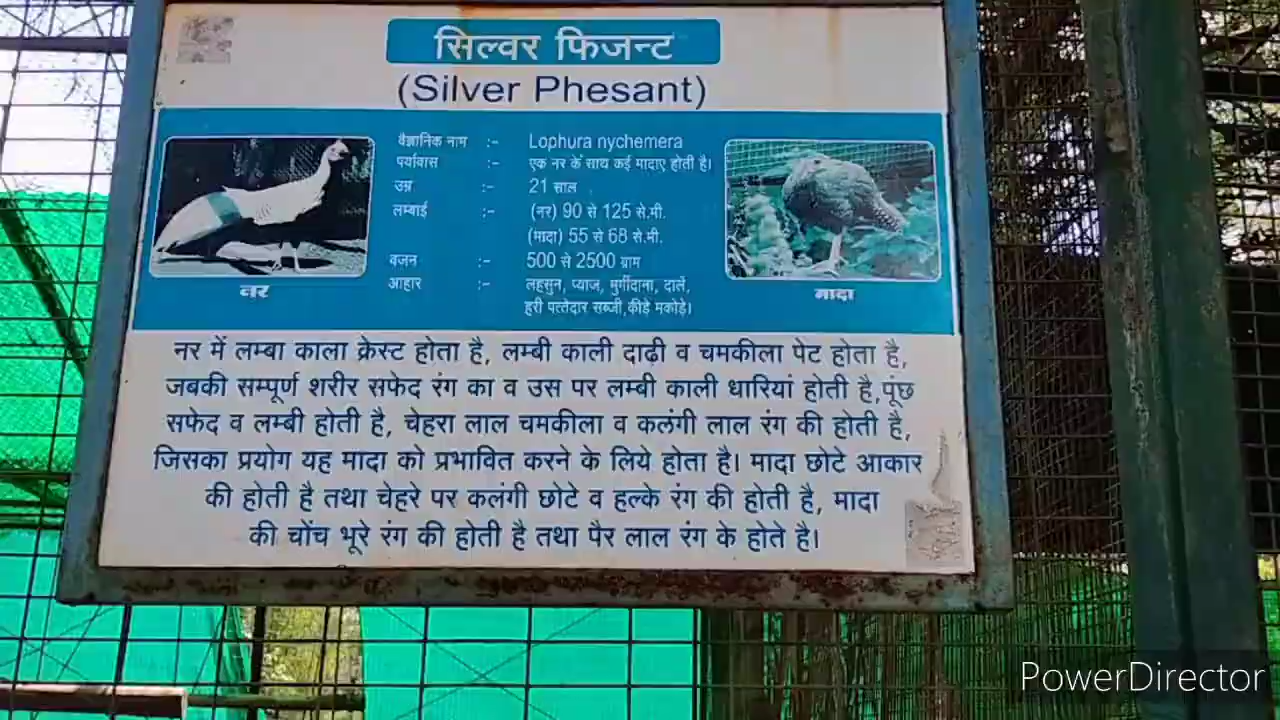 सिल्वर फिजन्ट
(Silver Phesant)
वैज्ञानिक नाम :- Lophura nychemera
पर्यावास :- एक नर के साथ कई मादाए होती है।
उम्र :- 21 साल
लम्बाई :- (नर) 90 से 125 से.मी.
(मादा) 55 से 68 से.मी.
वजन :- 500 से 2500 ग्राम
आहार :- लहसुन, प्याज, मुर्गीदाना, दालें,
हरी पत्तेदार सब्जी,कीडे मकोडे।
नर
मादा
नर में लम्बा काला क्रेस्ट होता है, लम्बी काली दाढ़ी व चमकीला पेट होता है,
जबकी सम्पूर्ण शरीर सफेद रंग का व उस पर लम्बी काली धारियां होती है,पूंछ
सफेद व लम्बी होती है, चेहरा लाल चमकीला व कलंगी लाल रंग की होती है,
जिसका प्रयोग यह मादा को प्रभावित करने के लिये होता है। मादा छोटे आकार
की होती है तथा चेहरे पर कलंगी छोटे व हल्के रंग की होती है, मादा
की चोंच भूरे रंग की होती है तथा पैर लाल रंग के होते है।
PowerDirector